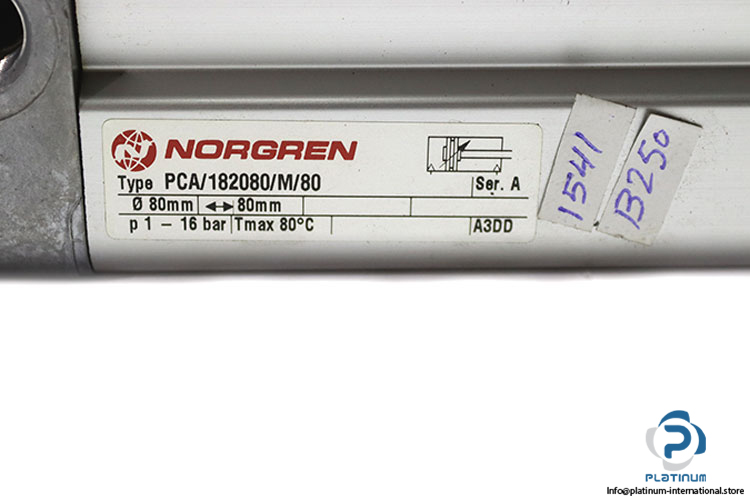 NORGREN
Type PCA/182080/M/80
Ser. A
Ø 80mm ↔ 80mm
p 1 – 16 bar Tmax 80°C
A3DD
1541
B250
PLATINUM
Info@platinum-international.store